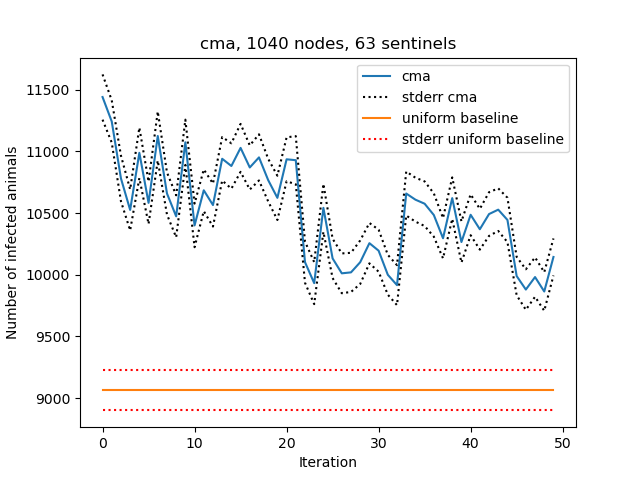 cma, 1040 nodes, 63 sentinels
cma
stderr cma
uniform baseline
stderr uniform baseline
Number of infected animals
11500
11000
10500
10000
9500
9000
0 10 20 30 40 50
Iteration